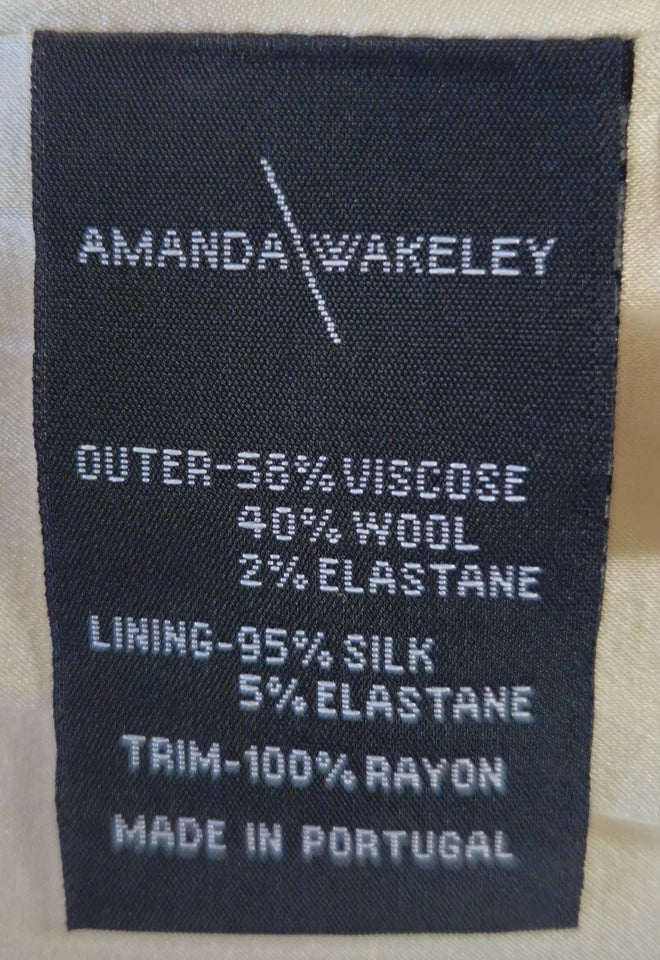 AMANDA\WAKELEY
OUTER-58% VISCOSE
40% WOOL
2% ELASTANE
LINING-95% SILK
5% ELASTANE
TRIM-100% RAYON
MADE IN PORTUGAL